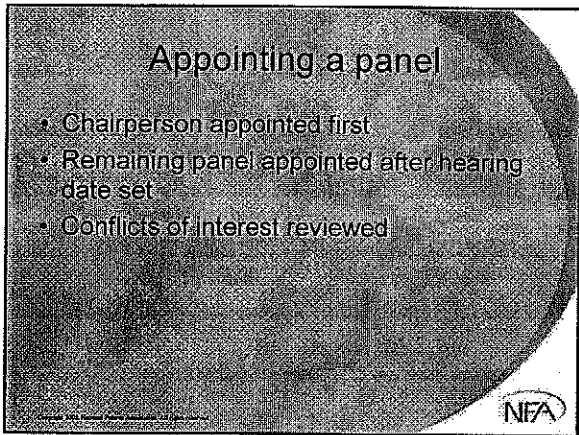 Appointing a panel
• Chairperson appointed first
• Remaining panel appointed after hearing
date set
• Conflicts of interest reviewed
NFA